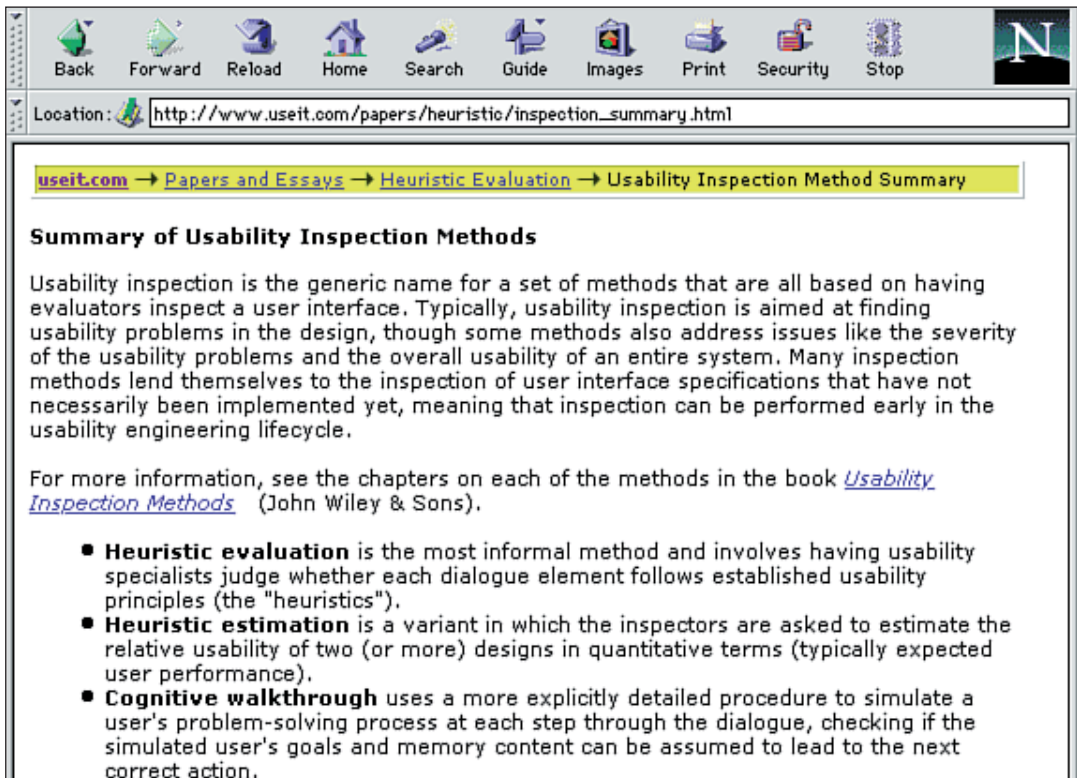 Back Forward Reload Home Search Guide Images Print Security Stop N
Location: http://www.useit.com/papers/heuristic/inspection_summary.html
useit.com → Papers and Essays → Heuristic Evaluation → Usability Inspection Method Summary
Summary of Usability Inspection Methods
Usability inspection is the generic name for a set of methods that are all based on having
evaluators inspect a user interface. Typically, usability inspection is aimed at finding
usability problems in the design, though some methods also address issues like the severity
of the usability problems and the overall usability of an entire system. Many inspection
methods lend themselves to the inspection of user interface specifications that have not
necessarily been implemented yet, meaning that inspection can be performed early in the
usability engineering lifecycle.
For more information, see the chapters on each of the methods in the book Usability
Inspection Methods (John Wiley & Sons).
● Heuristic evaluation is the most informal method and involves having usability
specialists judge whether each dialogue element follows established usability
principles (the "heuristics").
● Heuristic estimation is a variant in which the inspectors are asked to estimate the
relative usability of two (or more) designs in quantitative terms (typically expected
user performance).
● Cognitive walkthrough uses a more explicitly detailed procedure to simulate a
user's problem-solving process at each step through the dialogue, checking if the
simulated user's goals and memory content can be assumed to lead to the next
correct action.